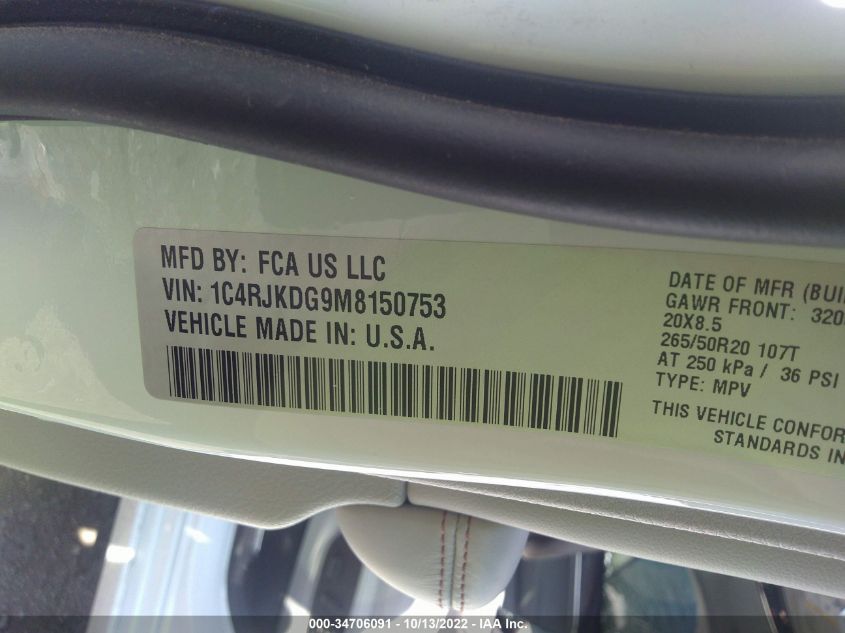 MFD BY: FCA US LLC
VIN: 1C4RJKDG9M8150753
VEHICLE MADE IN: U.S.A.
DATE OF MFR (BUI
GAWR FRONT: 320
20X8.5
265/50R20 107T
AT 250 kPa / 36 PSI
TYPE: MPV
THIS VEHICLE CONFOR
STANDARDS IN
000-34706091 - 10/13/2022 - IAA Inc.